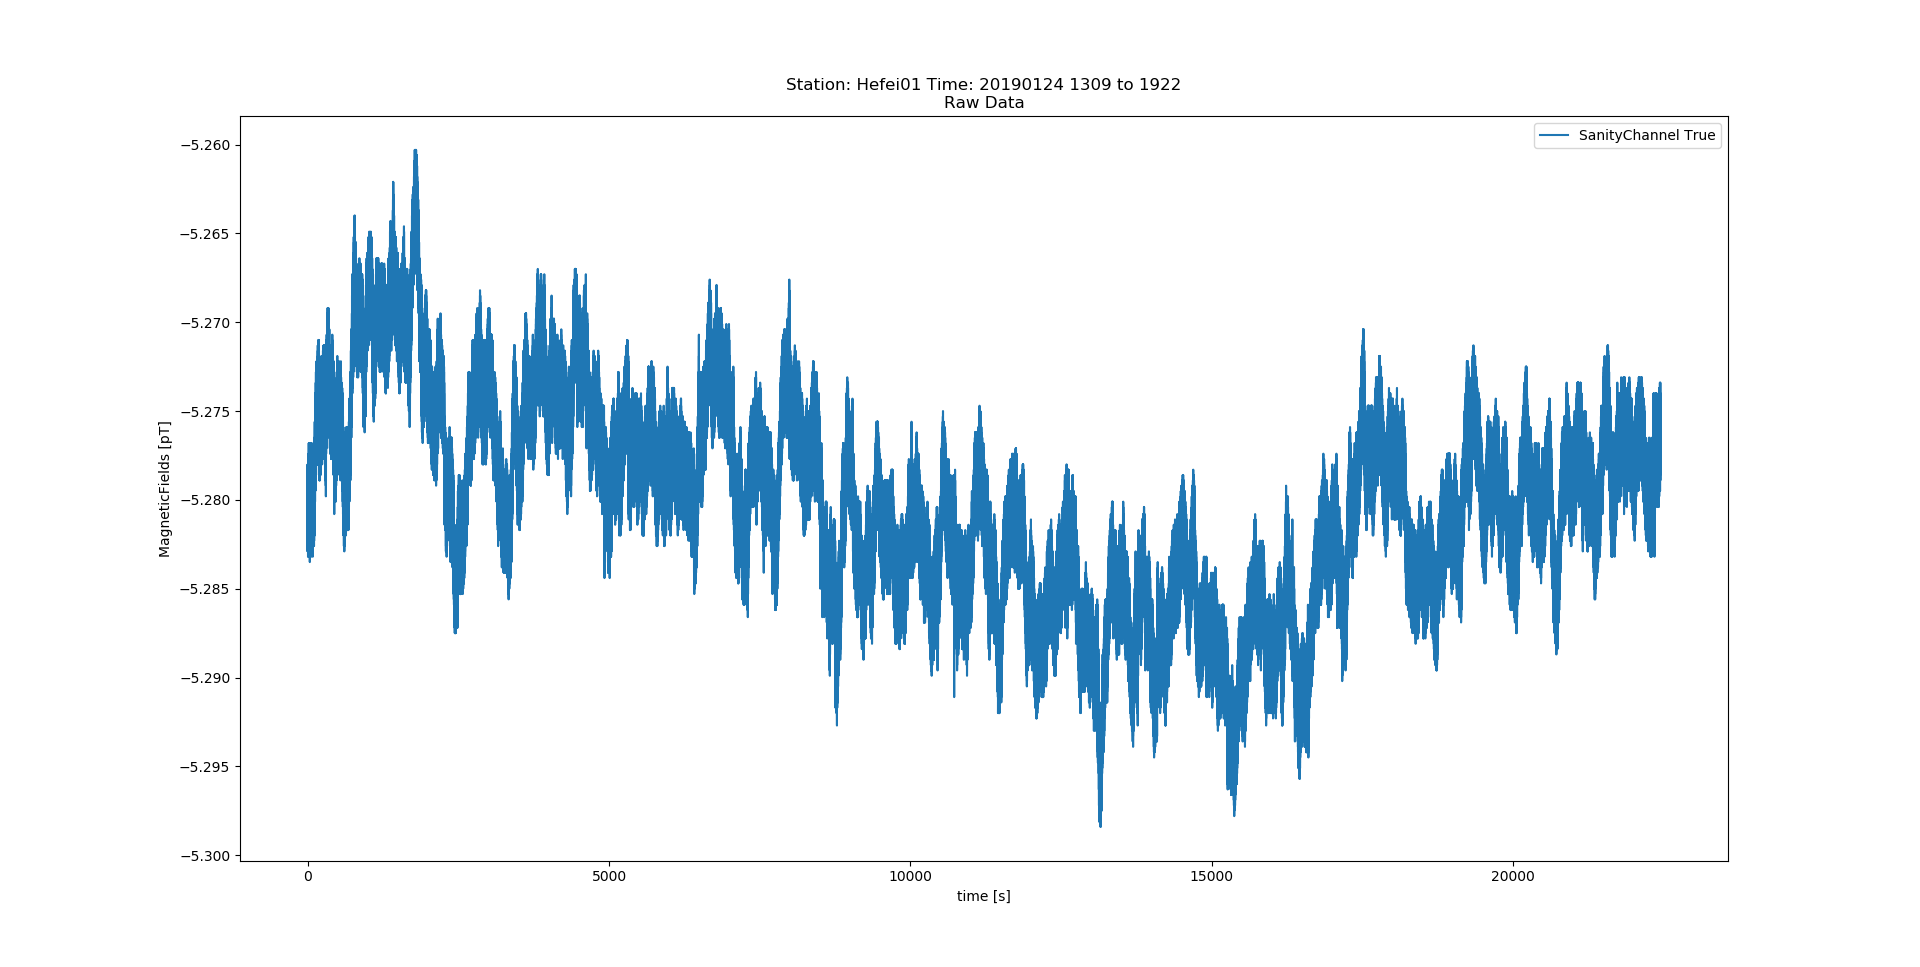 Station: Hefei01 Time: 20190124 1309 to 1922
Raw Data
SanityChannel True
MagneticFields [pT]
−5.260
−5.265
−5.270
−5.275
−5.280
−5.285
−5.290
−5.295
−5.300
0
5000
10000
15000
20000
time [s]